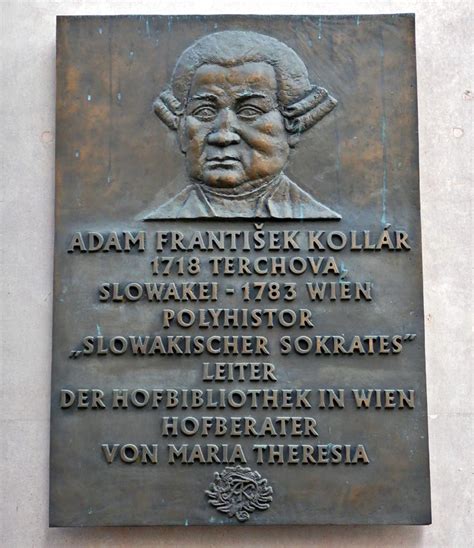 ADAM FRANTIŠEK KOLLÁR
1718 TERCHOVA,
SLOWAKEI - 1783 WIEN
POLYHISTOR
„SLOWAKISCHER SOKRATES“
LEITER
DER HOFBIBLIOTHEK IN WIEN
HOFBERATER
VON MARIA THERESIA